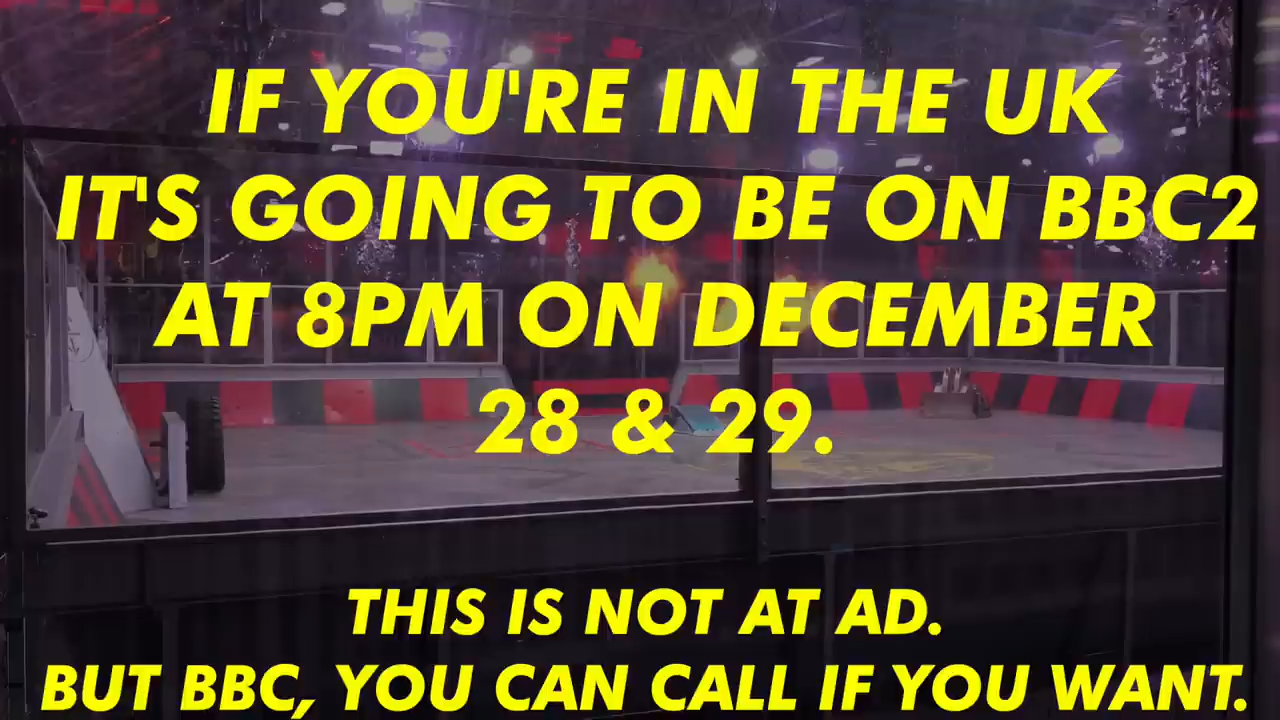 IF YOU'RE IN THE UK
IT'S GOING TO BE ON BBC2
AT 8PM ON DECEMBER
28 & 29.
THIS IS NOT AT AD.
BUT BBC, YOU CAN CALL IF YOU WANT.